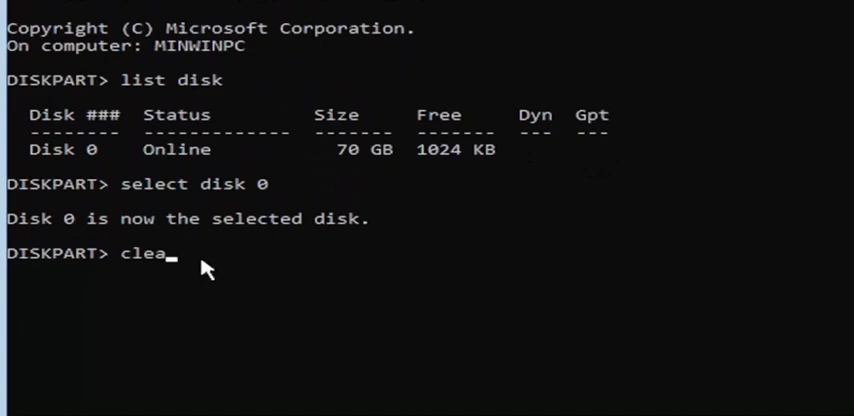 Copyright (C) Microsoft Corporation.
On computer: MINWINPC
DISKPART> list disk
Disk ### Status Size Free Dyn Gpt
-------- ------------- ------- ------- --- ---
Disk 0 Online 70 GB 1024 KB
DISKPART> select disk 0
Disk 0 is now the selected disk.
DISKPART> clea_